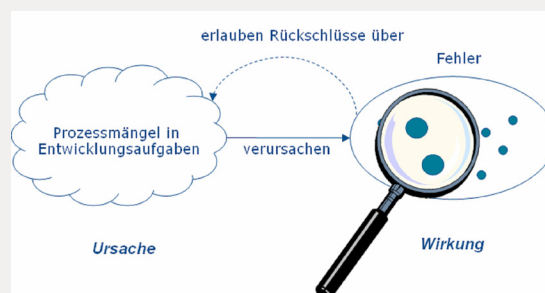 erlauben Rückschlüsse über
Fehler
Prozessmängel in
Entwicklungsaufgaben
verursachen
Ursache
Wirkung